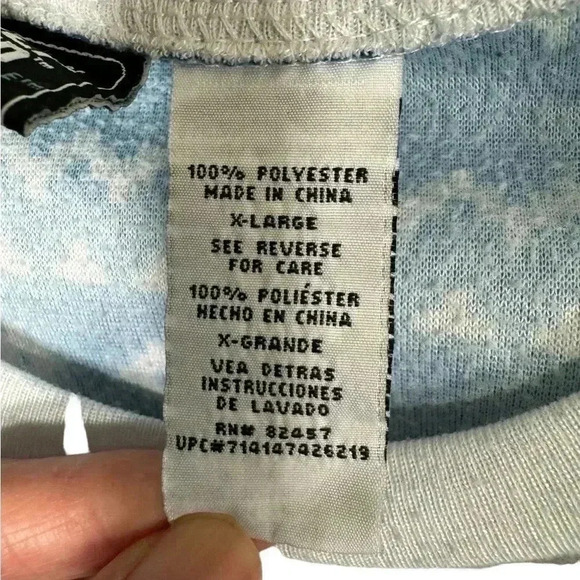 100% POLYESTER
MADE IN CHINA
X-LARGE
SEE REVERSE
FOR CARE
100% POLIÉSTER
HECHO EN CHINA
X-GRANDE
VEA DETRAS
INSTRUCCIONES
DE LAVADO
RN# 82457
UPC#714147426219